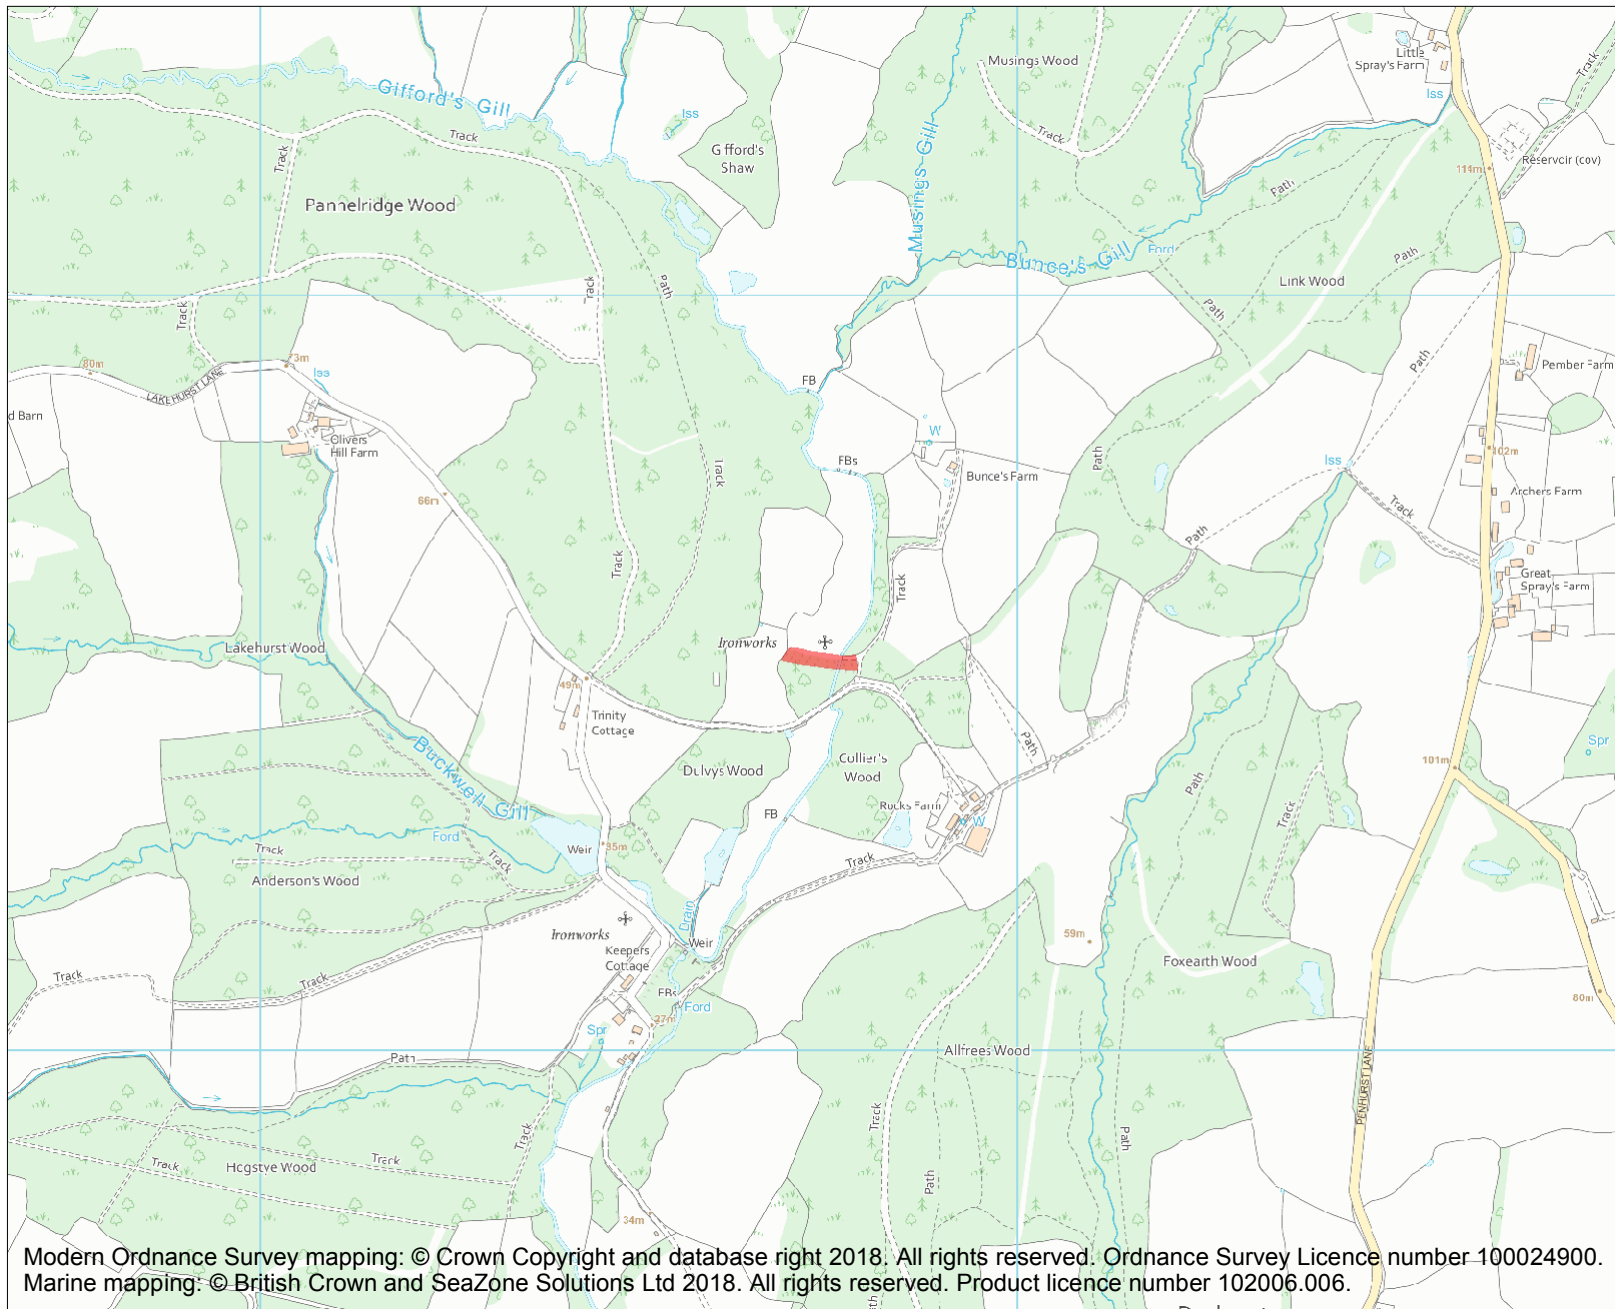 Musings Wood
Little
Spray's Farm
Track
Gifford's Gill
Iss
Iss
Track
Track
Track
Gifford's
Shaw
Musings Gill
Reservoir (cov)
114m
Path
Pannelridge Wood
Bunce's Gill
Ford
Path
Link Wood
Path
Track
Track
Path
Path
73m
80m
LAKEHURST LANE
Iss
FB
Pember Farm
d Barn
Olivers
Hill Farm
W
FBs
Bunce's Farm
Path
Iss
102m
66m
Track
Archers Farm
Track
Path
Track
Track
Great
Spray's Farm
Ironworks
Lakehurst Wood
49m
Trinity
Cottage
Path
Spr
Buckwell Gill
Dulvys Wood
Collier's
Wood
101m
Path
FB
Rocks Farm
W
Ford
Weir
35m
Track
Track
Track
Track
Anderson's Wood
Drain
Ironworks
Weir
59m
Keepers
Cottage
Foxearth Wood
Track
Track
FBs
Ford
80m
27m
Spr
Path
Allfrees Wood
PENHURST LANE
Track
Path
Track
Hogstye Wood
Track
Track
Path
34m
Modern Ordnance Survey mapping: © Crown Copyright and database right 2018. All rights reserved. Ordnance Survey Licence number 100024900.
Marine mapping: © British Crown and SeaZone Solutions Ltd 2018. All rights reserved. Product licence number 102006.006.